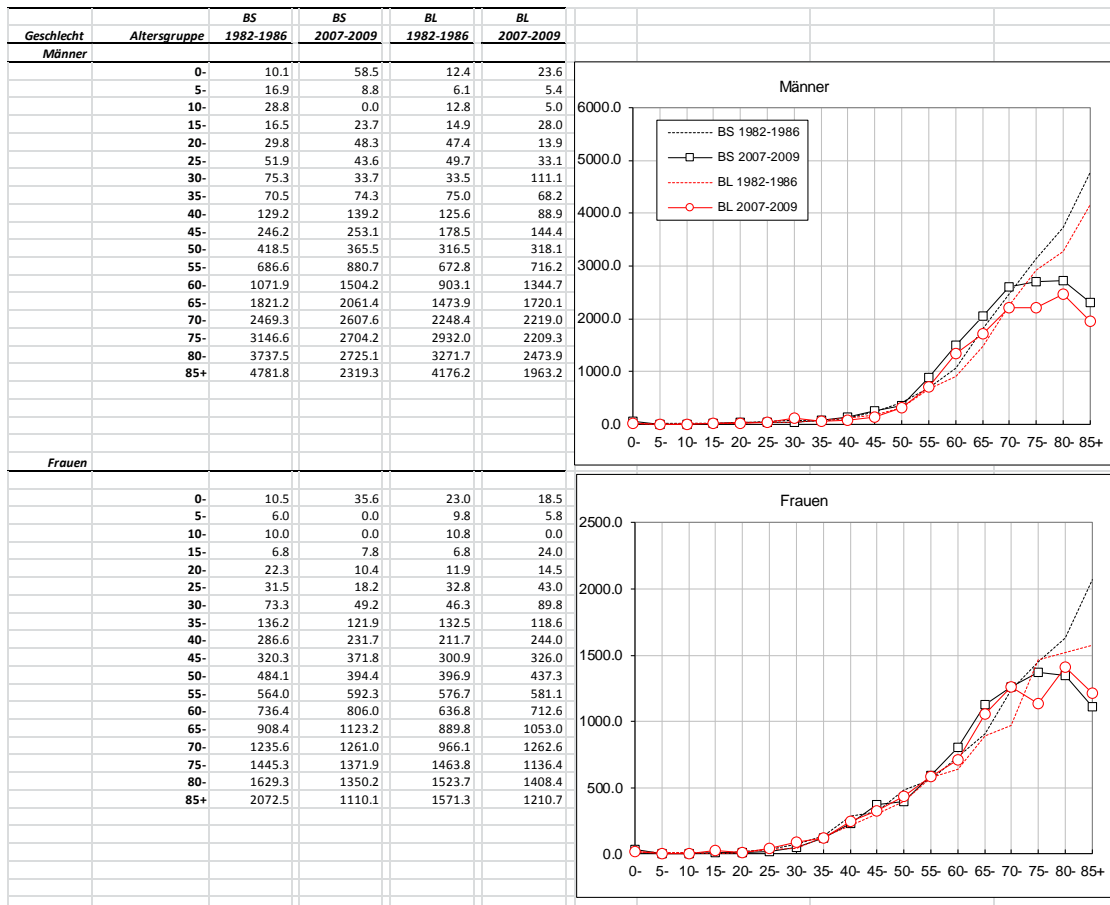 BS BS BL BL
Geschlecht Altersgruppe 1982-1986 2007-2009 1982-1986 2007-2009
Männer
0- 10.1 58.5 12.4 23.6
5- 16.9 8.8 6.1 5.4
10- 28.8 0.0 12.8 5.0
15- 16.5 23.7 14.9 28.0
20- 29.8 48.3 47.4 13.9
25- 51.9 43.6 49.7 33.1
30- 75.3 33.7 33.5 111.1
35- 70.5 74.3 75.0 68.2
40- 129.2 139.2 125.6 88.9
45- 246.2 253.1 178.5 144.4
50- 418.5 365.5 316.5 318.1
55- 686.6 880.7 672.8 716.2
60- 1071.9 1504.2 903.1 1344.7
65- 1821.2 2061.4 1473.9 1720.1
70- 2469.3 2607.6 2248.4 2219.0
75- 3146.6 2704.2 2932.0 2209.3
80- 3737.5 2725.1 3271.7 2473.9
85+ 4781.8 2319.3 4176.2 1963.2
Männer
6000.0
5000.0
4000.0
3000.0
2000.0
1000.0
0.0
BS 1982-1986
BS 2007-2009
BL 1982-1986
BL 2007-2009
0- 5- 10- 15- 20- 25- 30- 35- 40- 45- 50- 55- 60- 65- 70- 75- 80- 85+
Frauen
0- 10.5 35.6 23.0 18.5
5- 6.0 0.0 9.8 5.8
10- 10.0 0.0 10.8 0.0
15- 6.8 7.8 6.8 24.0
20- 22.3 10.4 11.9 14.5
25- 31.5 18.2 32.8 43.0
30- 73.3 49.2 46.3 89.8
35- 136.2 121.9 132.5 118.6
40- 286.6 231.7 211.7 244.0
45- 320.3 371.8 300.9 326.0
50- 484.1 394.4 396.9 437.3
55- 564.0 592.3 576.7 581.1
60- 736.4 806.0 636.8 712.6
65- 908.4 1123.2 889.8 1053.0
70- 1235.6 1261.0 966.1 1262.6
75- 1445.3 1371.9 1463.8 1136.4
80- 1629.3 1350.2 1523.7 1408.4
85+ 2072.5 1110.1 1571.3 1210.7
Frauen
2500.0
2000.0
1500.0
1000.0
500.0
0.0
0- 5- 10- 15- 20- 25- 30- 35- 40- 45- 50- 55- 60- 65- 70- 75- 80- 85+